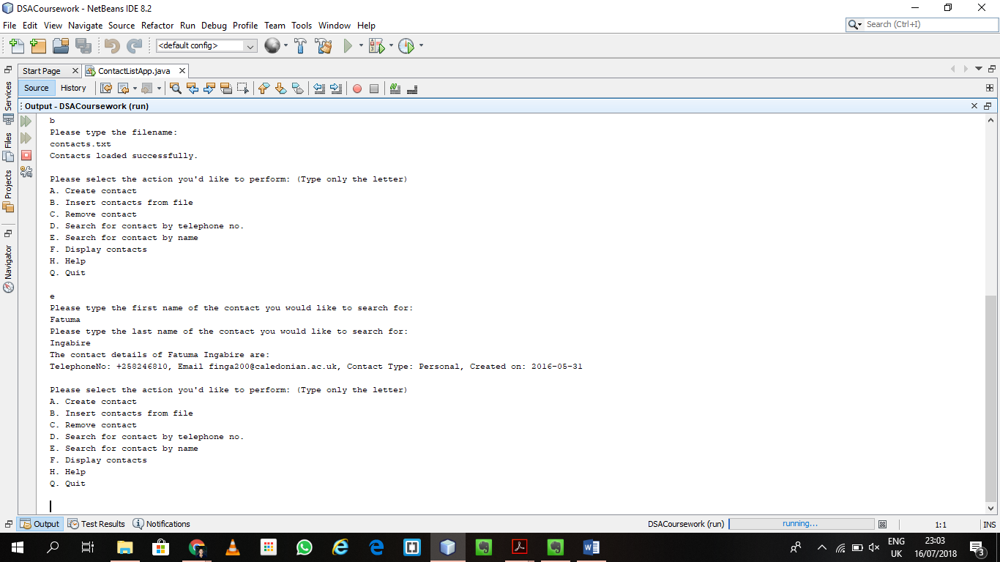 DSACoursework - NetBeans IDE 8.2
File Edit View Navigate Source Refactor Run Debug Profile Team Tools Window Help
Search (Ctrl+I)
<default config>
Start Page
ContactListApp.java
Source History
Services
Files
Projects
Navigator
Output - DSACoursework (run)
b
Please type the filename:
contacts.txt
Contacts loaded successfully.
Please select the action you'd like to perform: (Type only the letter)
A. Create contact
B. Insert contacts from file
C. Remove contact
D. Search for contact by telephone no.
E. Search for contact by name
F. Display contacts
H. Help
Q. Quit
e
Please type the first name of the contact you would like to search for:
Fatuma
Please type the last name of the contact you would like to search for:
Ingabire
The contact details of Fatuma Ingabire are:
TelephoneNo: +258246810, Email finga200@caledonian.ac.uk, Contact Type: Personal, Created on: 2016-05-31
Please select the action you'd like to perform: (Type only the letter)
A. Create contact
B. Insert contacts from file
C. Remove contact
D. Search for contact by telephone no.
E. Search for contact by name
F. Display contacts
H. Help
Q. Quit
Output Test Results Notifications
DSACoursework (run) running... 1:1 INS
ENG 23:03
UK 16/07/2018 3